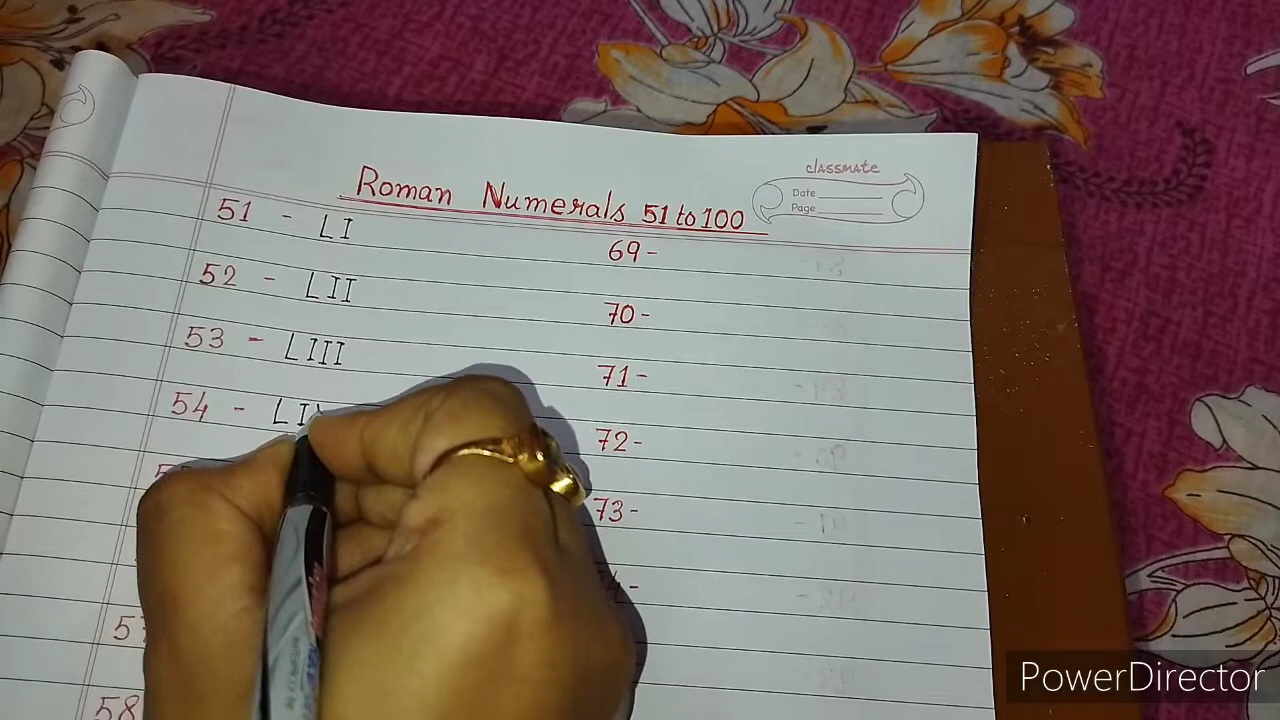 classmate
Date
Page
Roman Numerals 51 to 100
51 - LI
52 - LII
53 - LIII
54 - LI
58
69-
70-
71-
72-
73-
PowerDirector